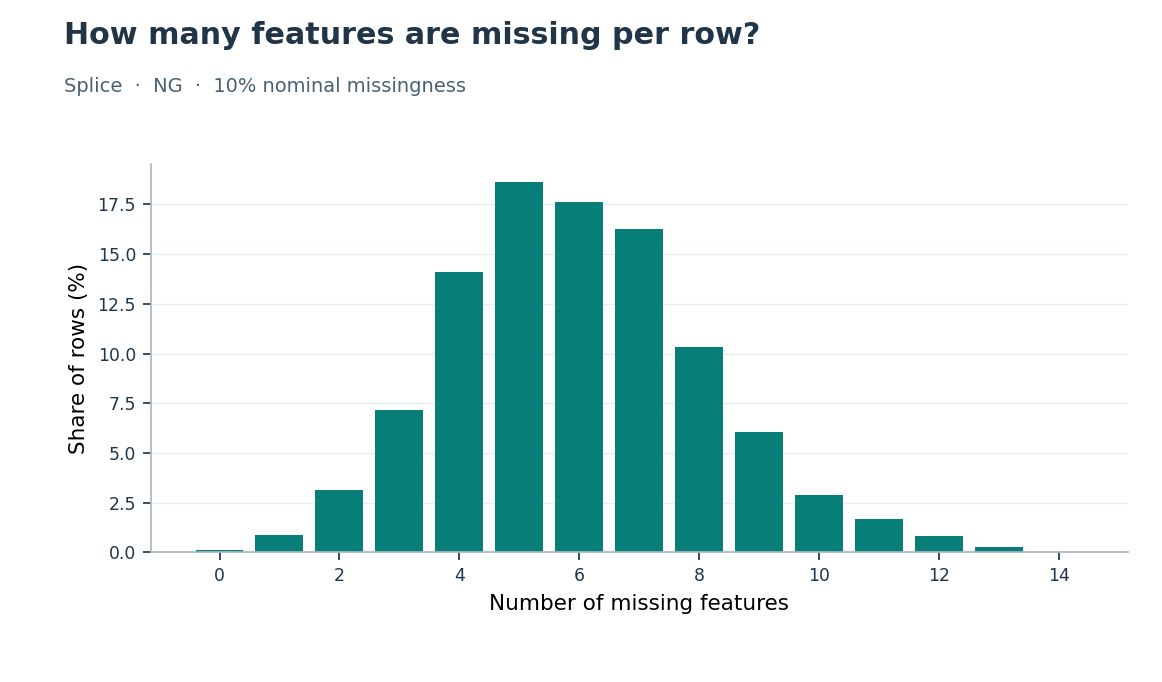 How many features are missing per row?
Splice · NG · 10% nominal missingness
Share of rows (%)
17.5
15.0
12.5
10.0
7.5
5.0
2.5
0.0
0 2 4 6 8 10 12 14
Number of missing features